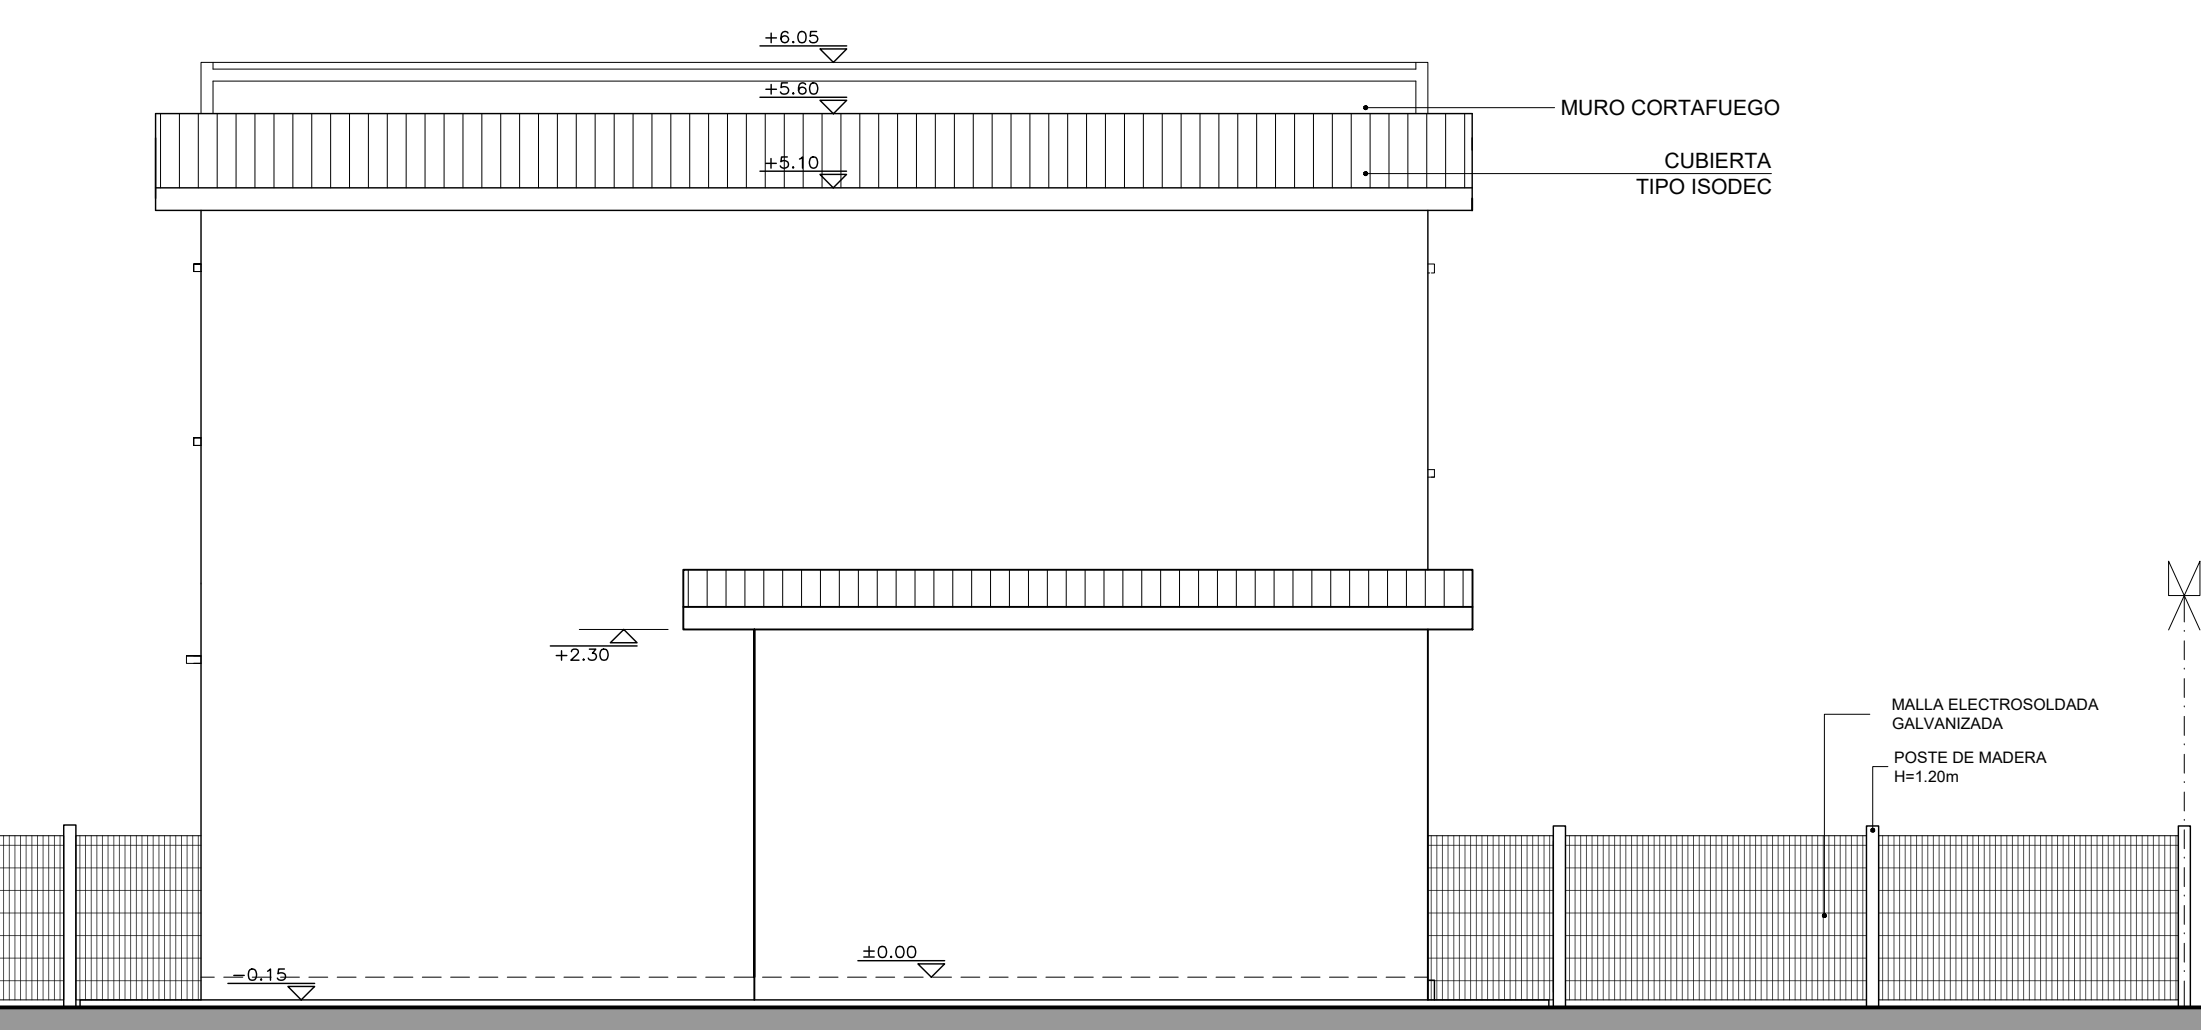 +6.05
+5.60
MURO CORTAFUEGO
+5.10
CUBIERTA
TIPO ISODEC
+2.30
MALLA ELECTROSOLDADA
GALVANIZADA
POSTE DE MADERA
H=1.20m
±0.00
-0.15